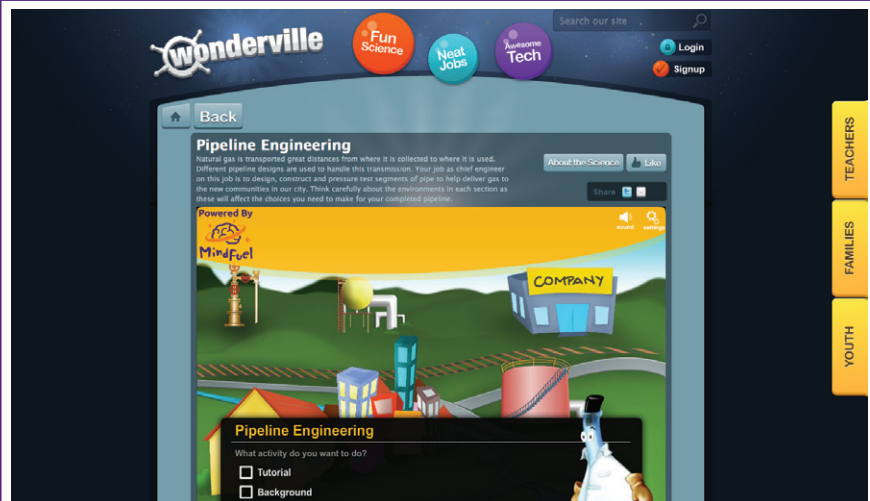 wonderville
Fun
Science
Neat
Jobs
Awesome
Tech
Search our site
Login
Signup
Back
Pipeline Engineering
Natural gas is transported great distances from where it is collected to where it is used.
Different pipeline designs are used to handle this transmission. Your job as chief engineer
on this job is to design, construct and pressure test segments of pipe to help deliver gas to
the new communities in our city. Think carefully about the environments in each section as
these will affect the choices you need to make for your completed pipeline.
About the Science
Like
Share
Powered By
MindFuel
sound
settings
COMPANY
Pipeline Engineering
What activity do you want to do?
Tutorial
Background
TEACHERS
FAMILIES
YOUTH